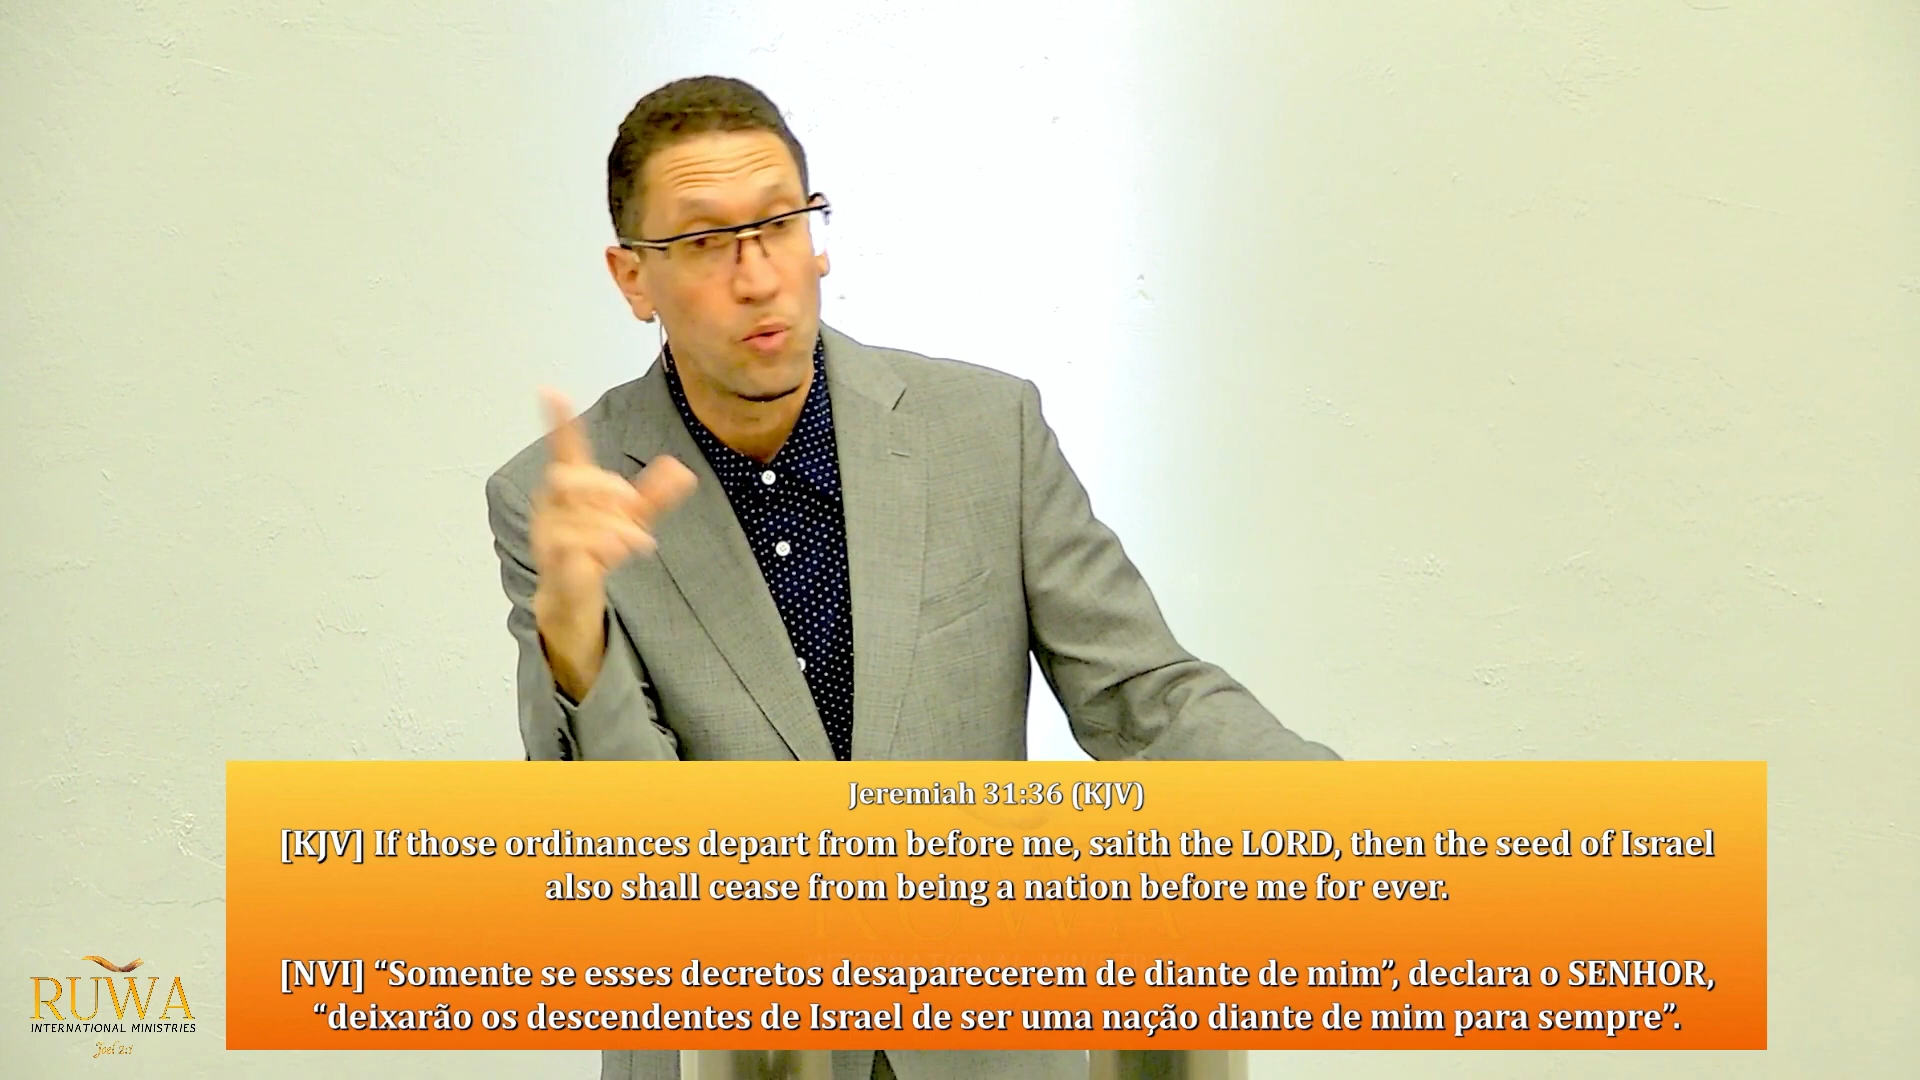 Jeremiah 31:36 (KJV)
[KJV] If those ordinances depart from before me, saith the LORD, then the seed of Israel
also shall cease from being a nation before me for ever.
[NVI] “Somente se esses decretos desaparecerem de diante de mim”, declara o SENHOR,
“deixarão os descendentes de Israel de ser uma nação diante de mim para sempre”.
RUWA
INTERNATIONAL MINISTRIES